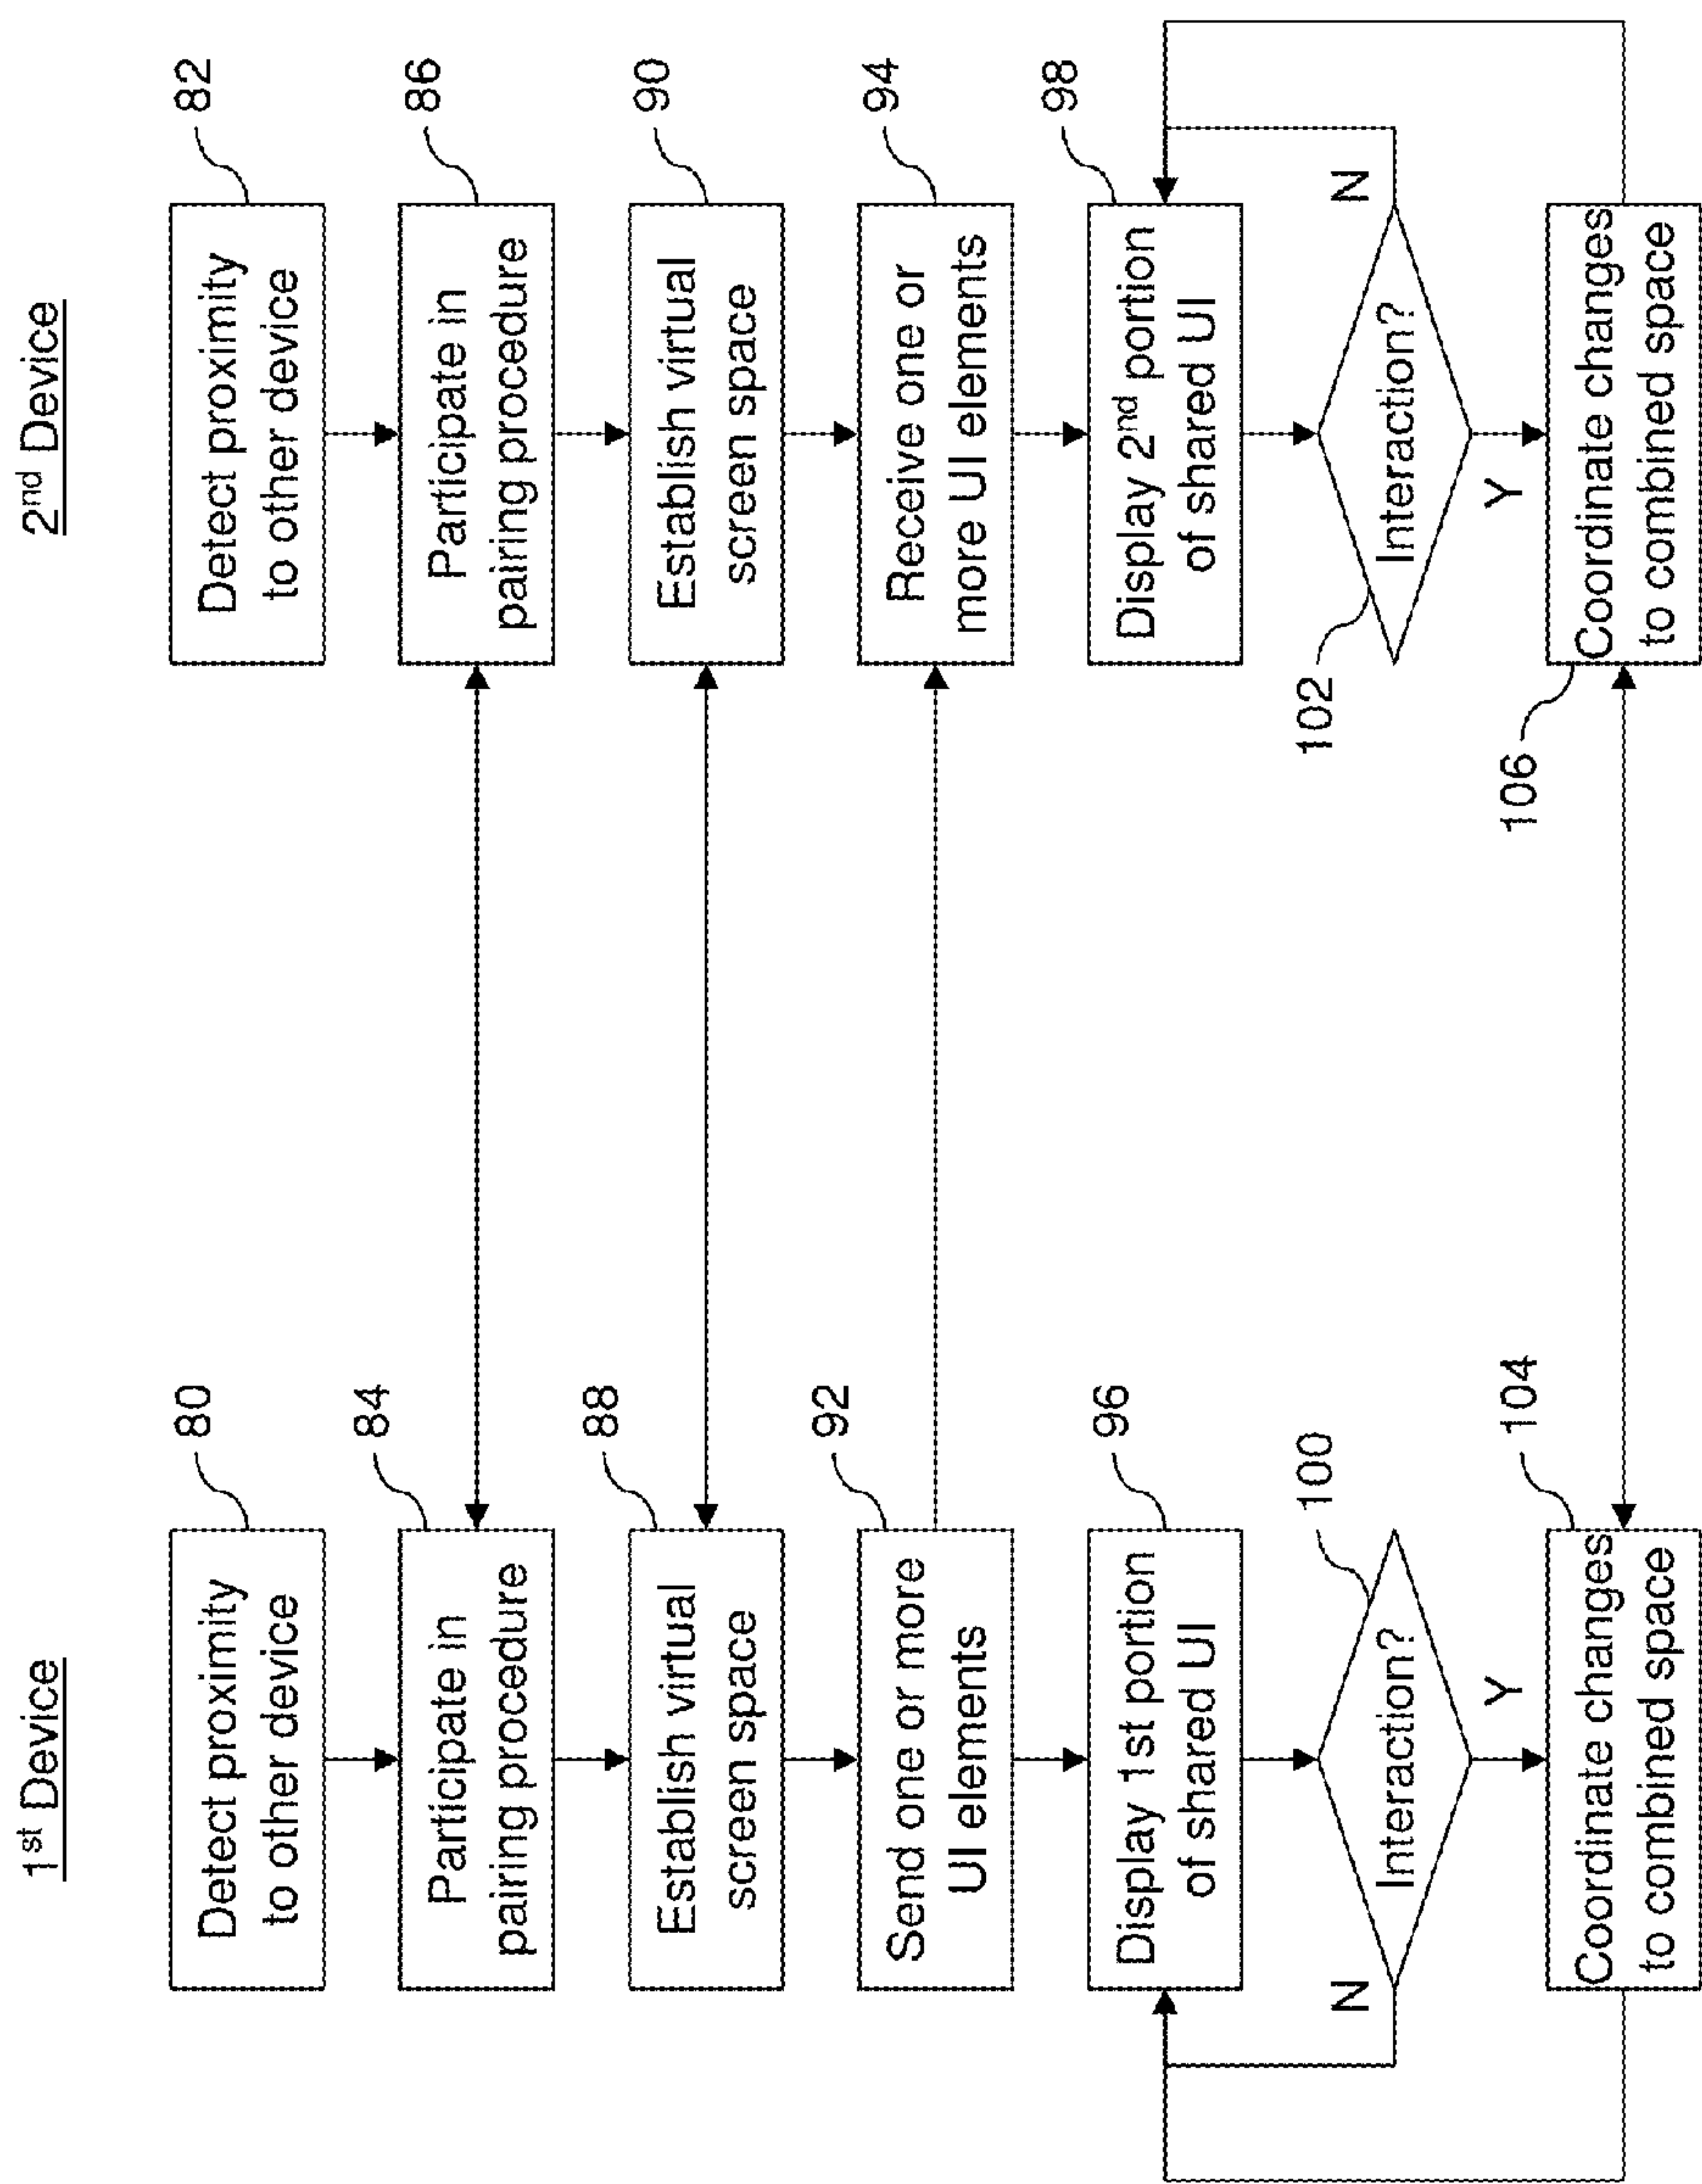 1st Device
2nd Device
80
Detect proximity
to other device
82
Detect proximity
to other device
84
Participate in
pairing procedure
86
Participate in
pairing procedure
88
Establish virtual
screen space
90
Establish virtual
screen space
92
Send one or more
UI elements
94
Receive one or
more UI elements
96
Display 1st portion
of shared UI
98
Display 2nd portion
of shared UI
100
Interaction?
N
Y
102
Interaction?
N
Y
104
Coordinate changes
to combined space
106
Coordinate changes
to combined space